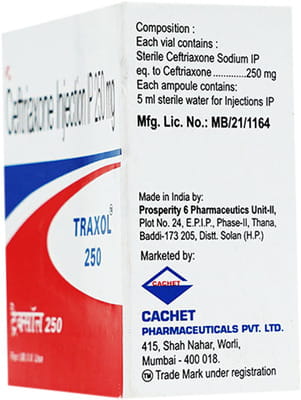 Ceftriaxone Injection IP 250 mg
TRAXOL®
250
ट्रैक्सॉल 250
Composition :
Each vial contains :
Sterile Ceftriaxone Sodium IP
eq. to Ceftriaxone.............250 mg
Each ampoule contains:
5 ml sterile water for Injections IP
Mfg. Lic. No.: MB/21/1164
Made in India by:
Prosperity 6 Pharmaceutics Unit-II,
Plot No. 24, E.P.I.P., Phase-II, Thana,
Baddi-173 205, Distt. Solan (H.P.)
Marketed by:
CACHET
CACHET
PHARMACEUTICALS PVT. LTD.
415, Shah Nahar, Worli,
Mumbai - 400 018.
TM Trade Mark under registration